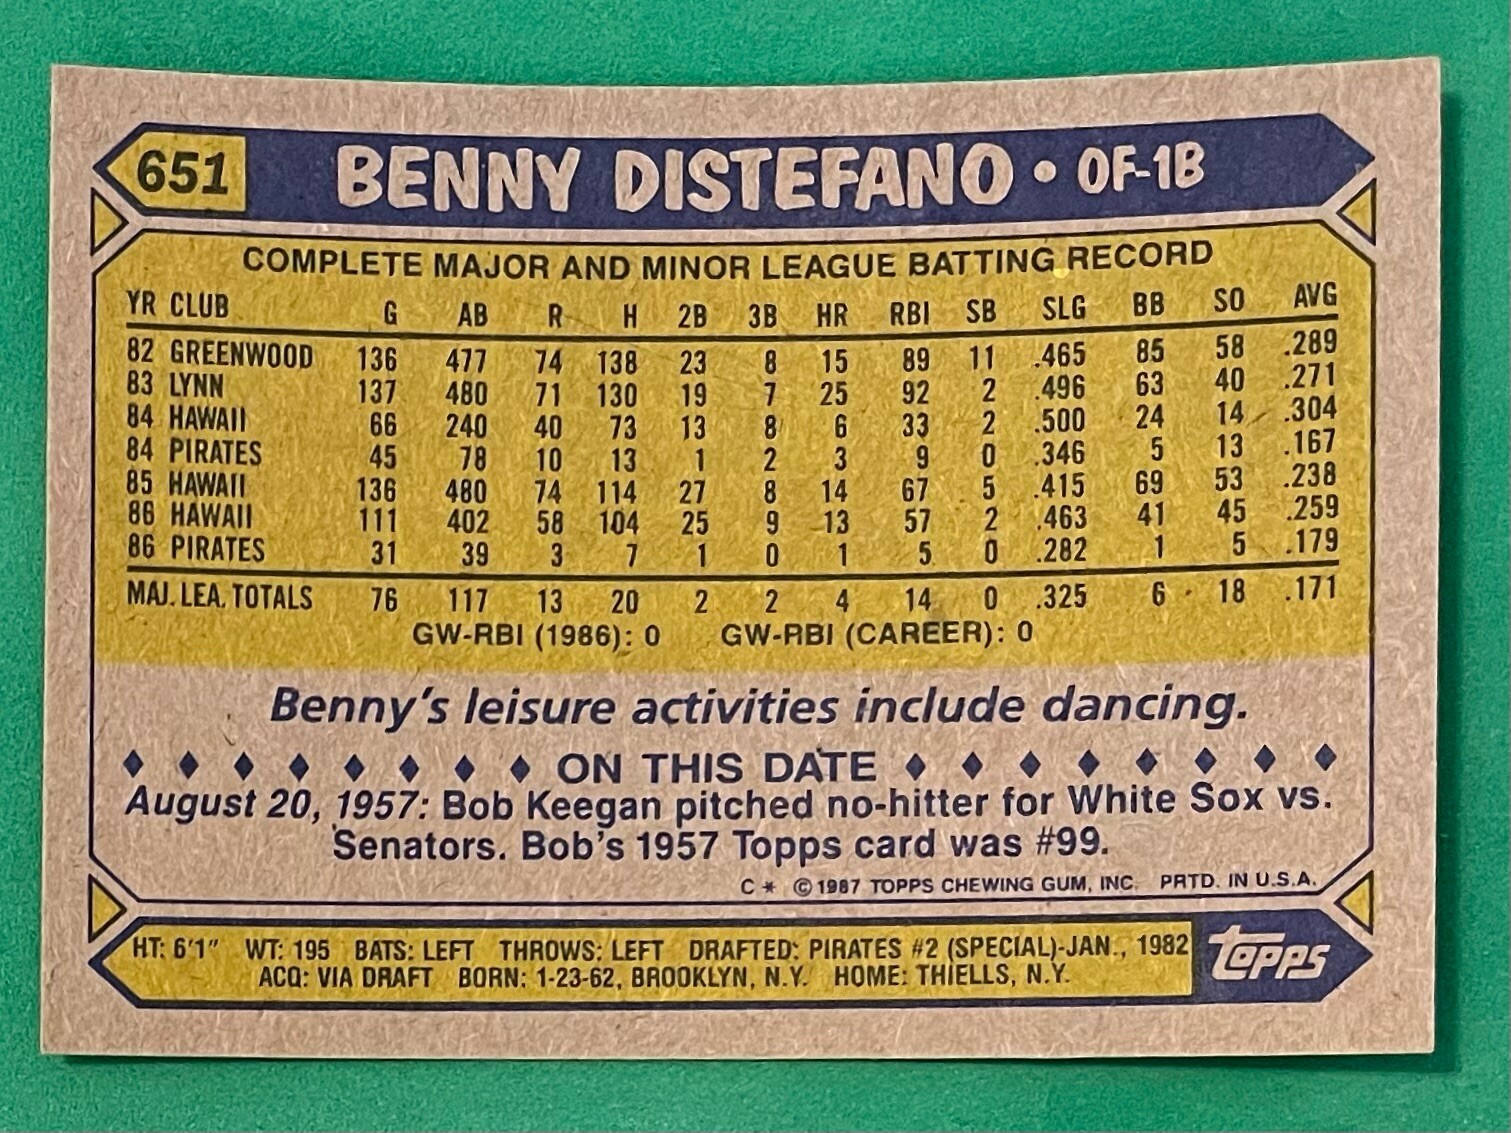 651 BENNY DISTEFANO • OF-1B
COMPLETE MAJOR AND MINOR LEAGUE BATTING RECORD
YR CLUB G AB R H 2B 3B HR RBI SB SLG BB SO AVG
82 GREENWOOD 136 477 74 138 23 8 15 89 11 .465 85 58 .289
83 LYNN 137 480 71 130 19 7 25 92 2 .496 63 40 .271
84 HAWAII 66 240 40 73 13 8 6 33 2 .500 24 14 .304
84 PIRATES 45 78 10 13 1 2 3 9 0 .346 5 13 .167
85 HAWAII 136 480 74 114 27 8 14 67 5 .415 69 53 .238
86 HAWAII 111 402 58 104 25 9 13 57 2 .463 41 45 .259
86 PIRATES 31 39 3 7 1 0 1 5 0 .282 1 5 .179
MAJ. LEA. TOTALS 76 117 13 20 2 2 4 14 0 .325 6 18 .171
GW-RBI (1986): 0 GW-RBI (CAREER): 0
Benny's leisure activities include dancing.
♦ ♦ ♦ ♦ ♦ ♦ ♦ ♦ ON THIS DATE ♦ ♦ ♦ ♦ ♦ ♦ ♦ ♦
August 20, 1957: Bob Keegan pitched no-hitter for White Sox vs.
Senators. Bob's 1957 Topps card was #99.
C * © 1987 TOPPS CHEWING GUM, INC. PRTD. IN U.S.A.
HT: 6'1" WT: 195 BATS: LEFT THROWS: LEFT DRAFTED: PIRATES #2 (SPECIAL)-JAN., 1982
ACQ: VIA DRAFT BORN: 1-23-62, BROOKLYN, N.Y. HOME: THIELLS, N.Y.
Topps